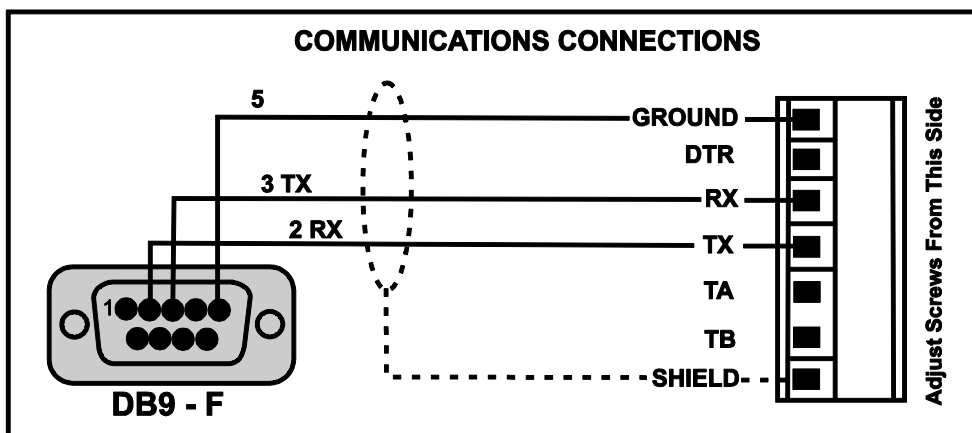 COMMUNICATIONS CONNECTIONS
5
GROUND
DTR
3 TX
RX
2 RX
TX
1
TA
TB
SHIELD
DB9 - F
Adjust Screws From This Side